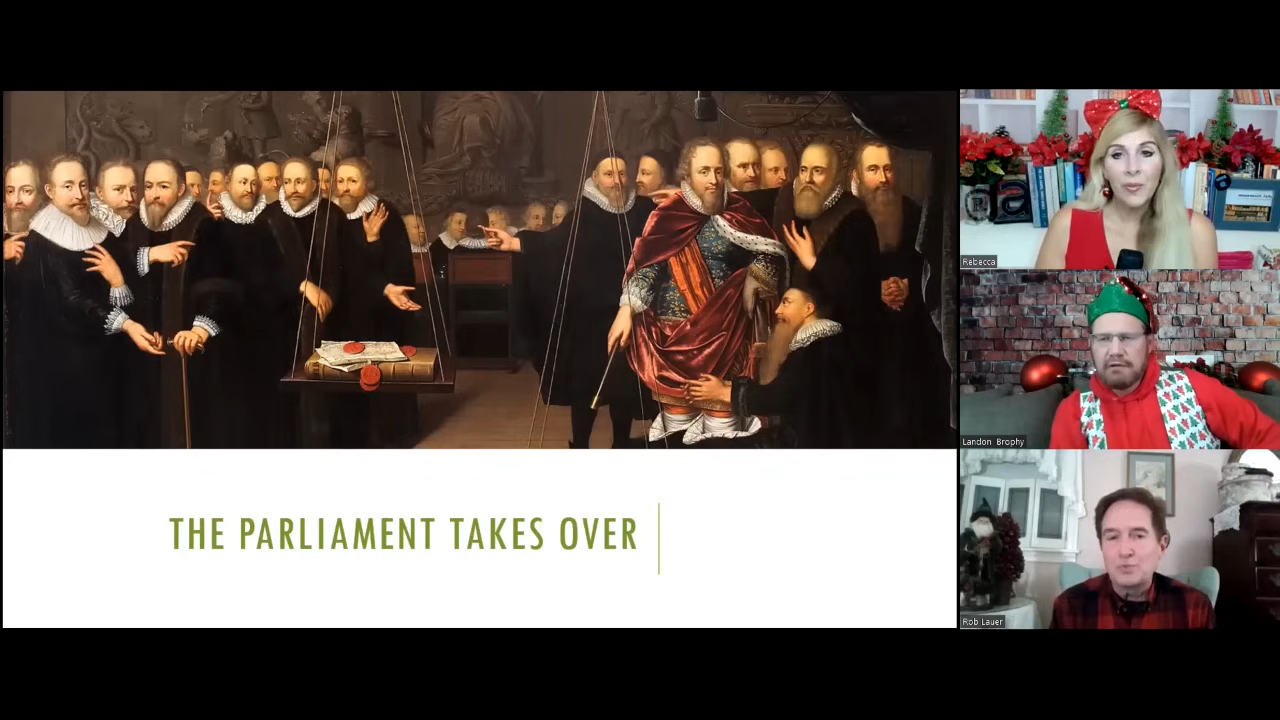 THE PARLIAMENT TAKES OVER
Rebecca
Landon Brophy
Rob Lauer